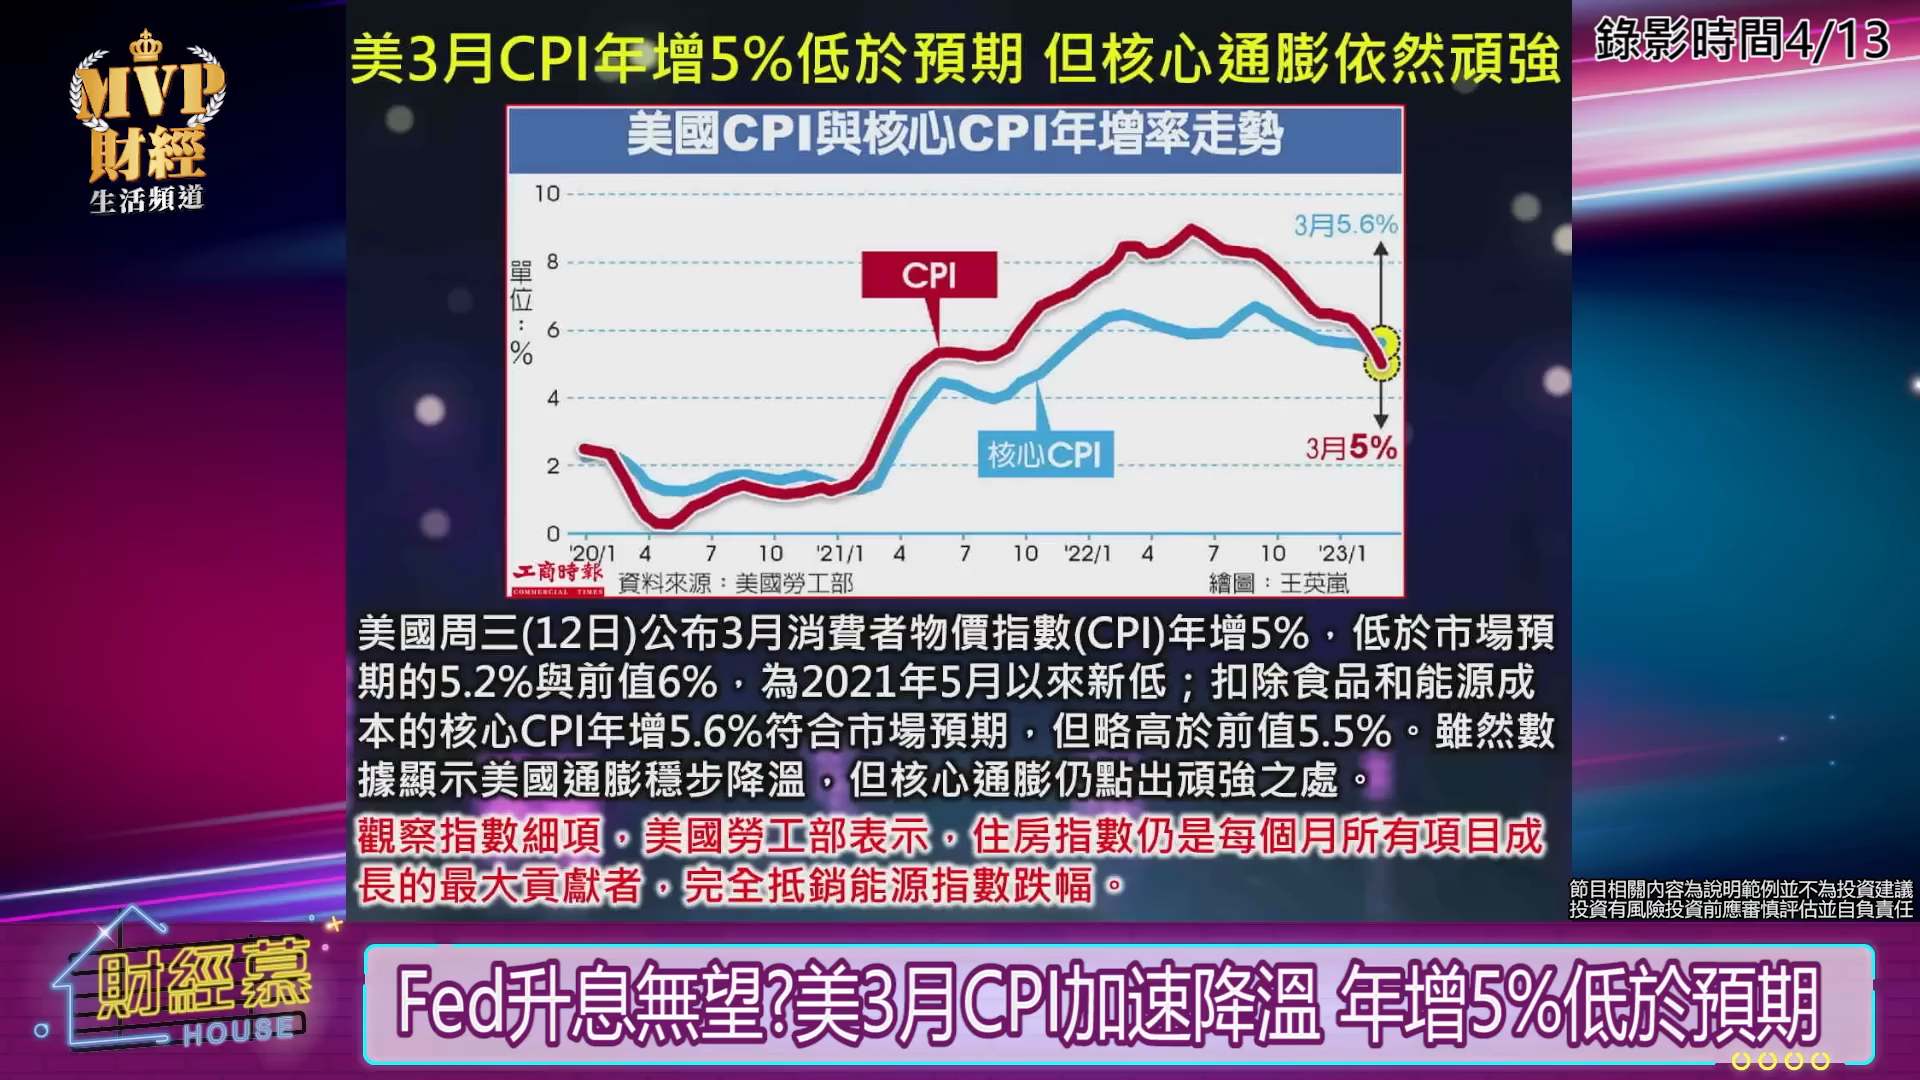 MVP
財經
生活頻道
美3月CPI年增5%低於預期 但核心通膨依然頑強
錄影時間4/13
美國CPI與核心CPI年增率走勢
單位：%
10
8
6
4
2
0
CPI
核心CPI
3月5.6%
3月5%
'20/1 4 7 10 '21/1 4 7 10 '22/1 4 7 10 '23/1
工商時報
COMMERCIAL TIMES
資料來源：美國勞工部
繪圖：王英嵐
美國周三(12日)公布3月消費者物價指數(CPI)年增5%，低於市場預
期的5.2%與前值6%，為2021年5月以來新低；扣除食品和能源成
本的核心CPI年增5.6%符合市場預期，但略高於前值5.5%。雖然數
據顯示美國通膨穩步降溫，但核心通膨仍點出頑強之處。
觀察指數細項，美國勞工部表示，住房指數仍是每個月所有項目成
長的最大貢獻者，完全抵銷能源指數跌幅。
節目相關內容為說明範例並不為投資建議
投資有風險投資前應審慎評估並自負責任
財經慕
HOUSE
Fed升息無望?美3月CPI加速降溫 年增5%低於預期